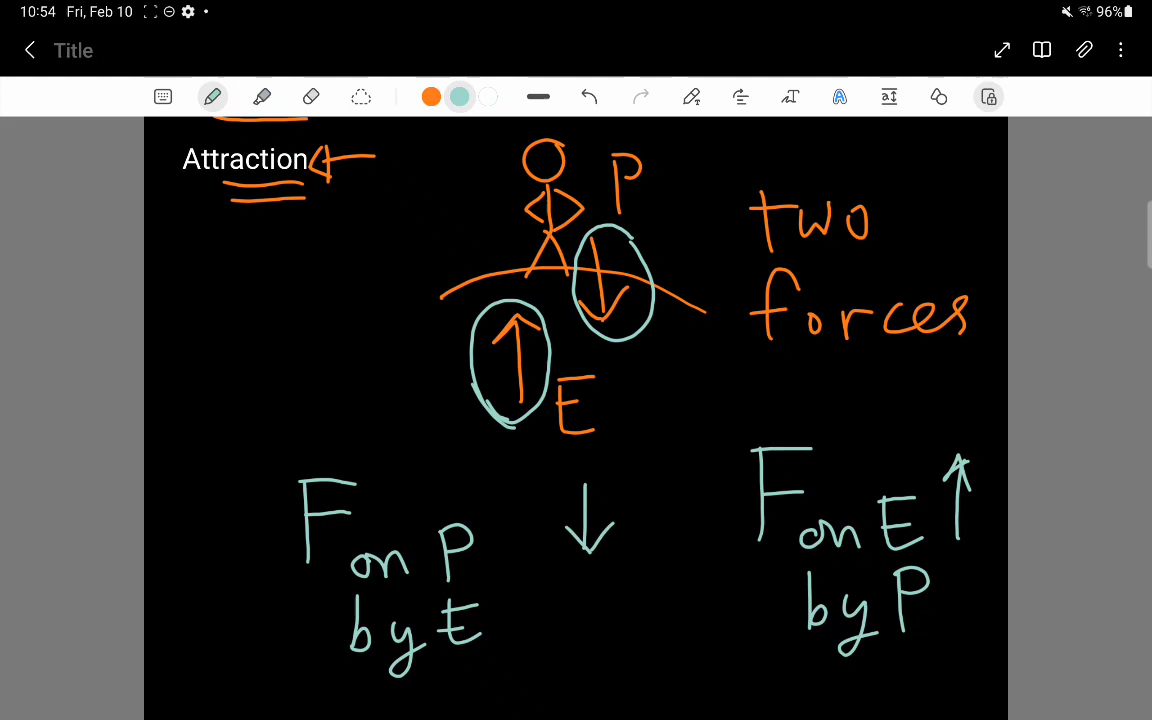 10:54 Fri, Feb 10
96%
Title
Attraction
P
two
forces
E
F on P by E
F on E by P